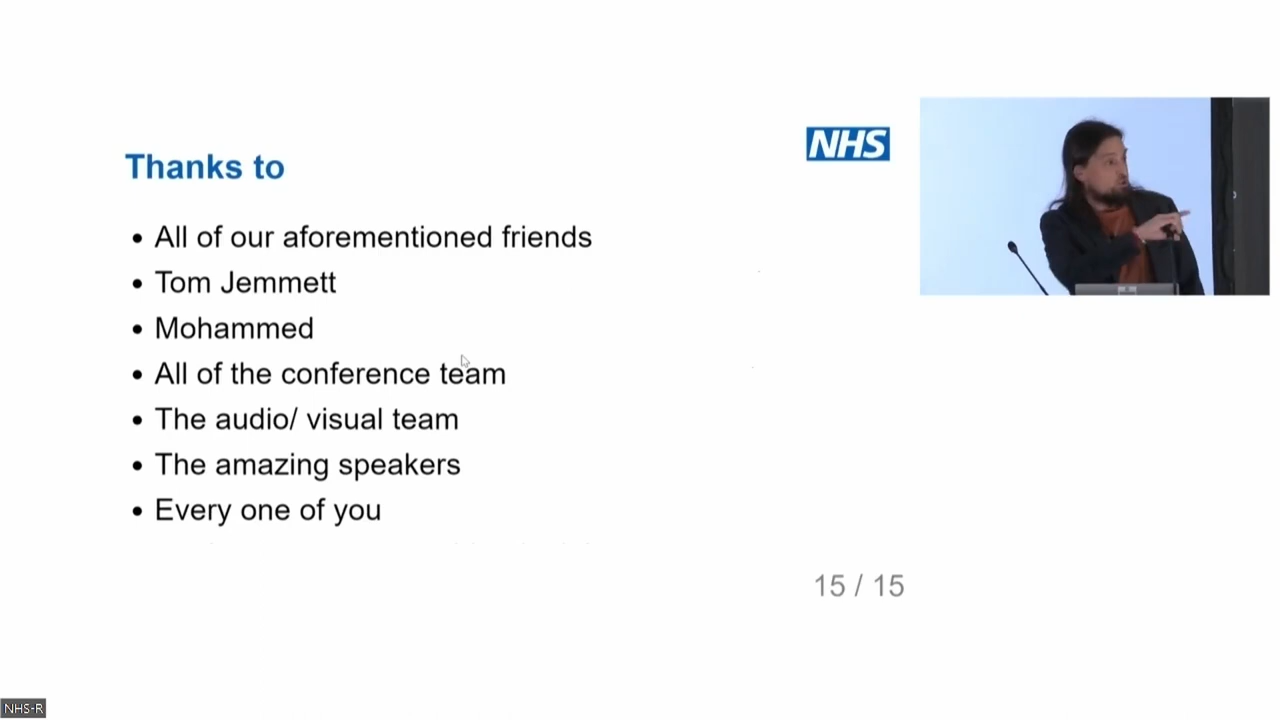 Thanks to
NHS
• All of our aforementioned friends
• Tom Jemmett
• Mohammed
• All of the conference team
• The audio/ visual team
• The amazing speakers
• Every one of you
15 / 15
NHS-R